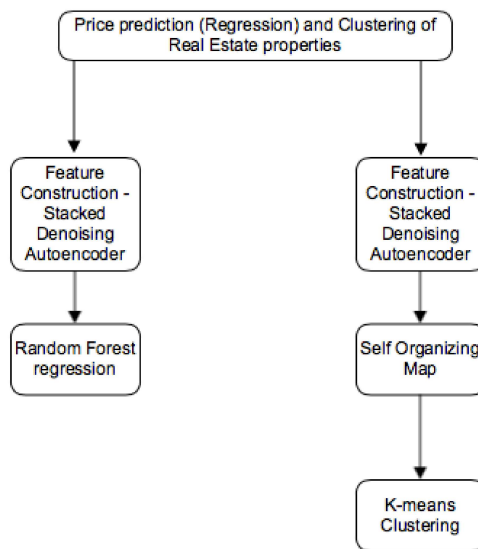 Price prediction (Regression) and Clustering of
Real Estate properties
Feature
Construction -
Stacked
Denoising
Autoencoder
Feature
Construction -
Stacked
Denoising
Autoencoder
Random Forest
regression
Self Organizing
Map
K-means
Clustering